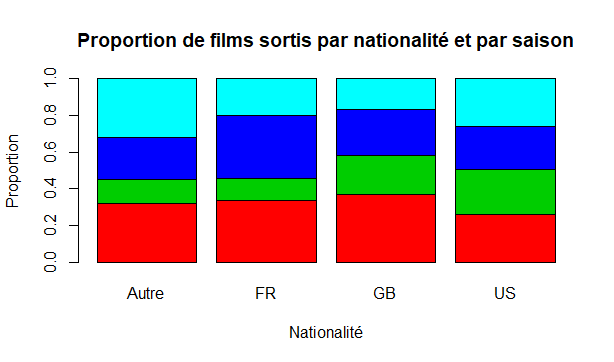 Proportion de films sortis par nationalité et par saison
Proportion
1.0
0.8
0.6
0.4
0.2
0.0
Autre FR GB US
Nationalité